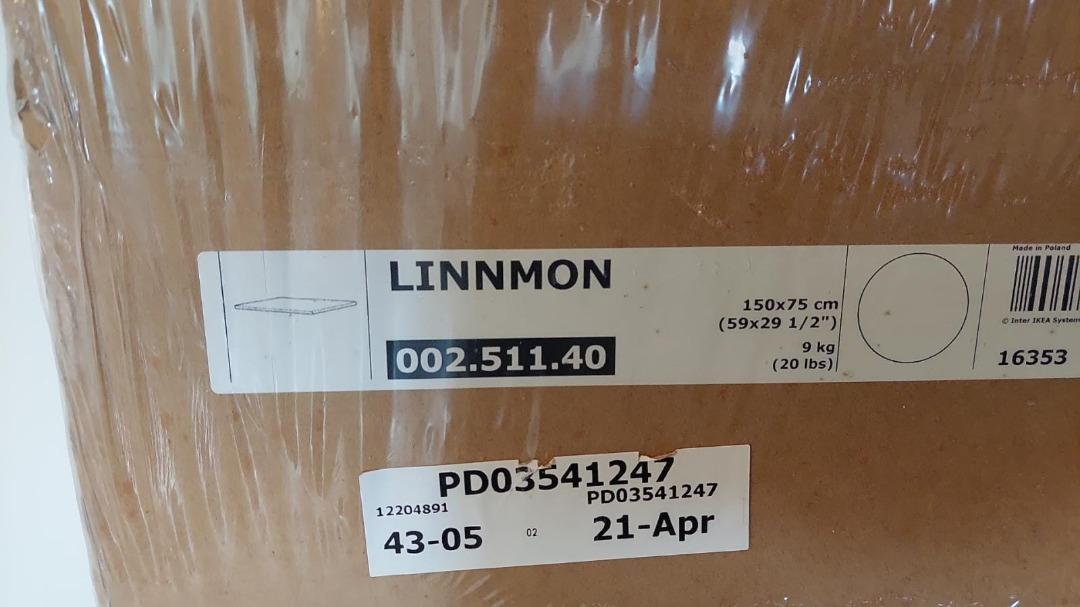 LINNMON
002.511.40
150x75 cm
(59x29 1/2")
9 kg
(20 lbs)
Made in Poland
© Inter IKEA System
16353
PD03541247
PD03541247
12204891
43-05
02
21-Apr